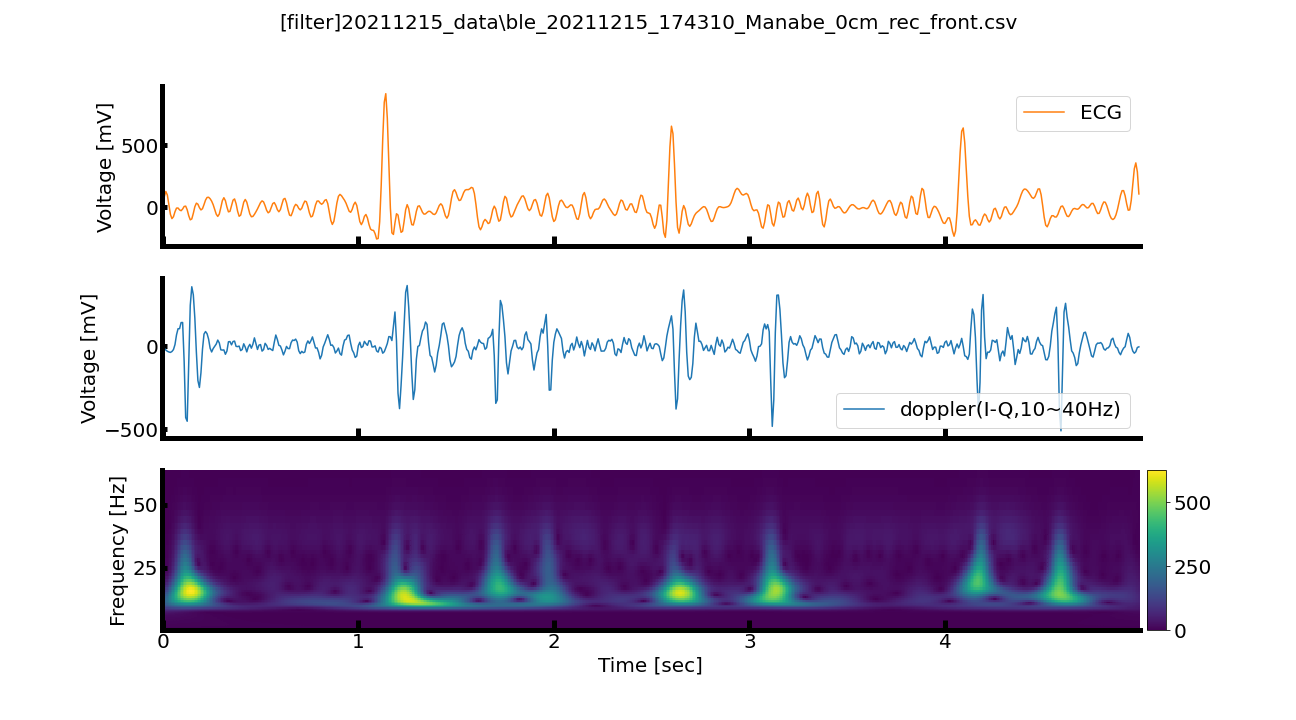 [filter]20211215_data\ble_20211215_174310_Manabe_0cm_rec_front.csv
Voltage [mV]
500
0
ECG
Voltage [mV]
0
−500
doppler(I-Q,10~40Hz)
Frequency [Hz]
50
25
500
250
0
0 1 2 3 4
Time [sec]